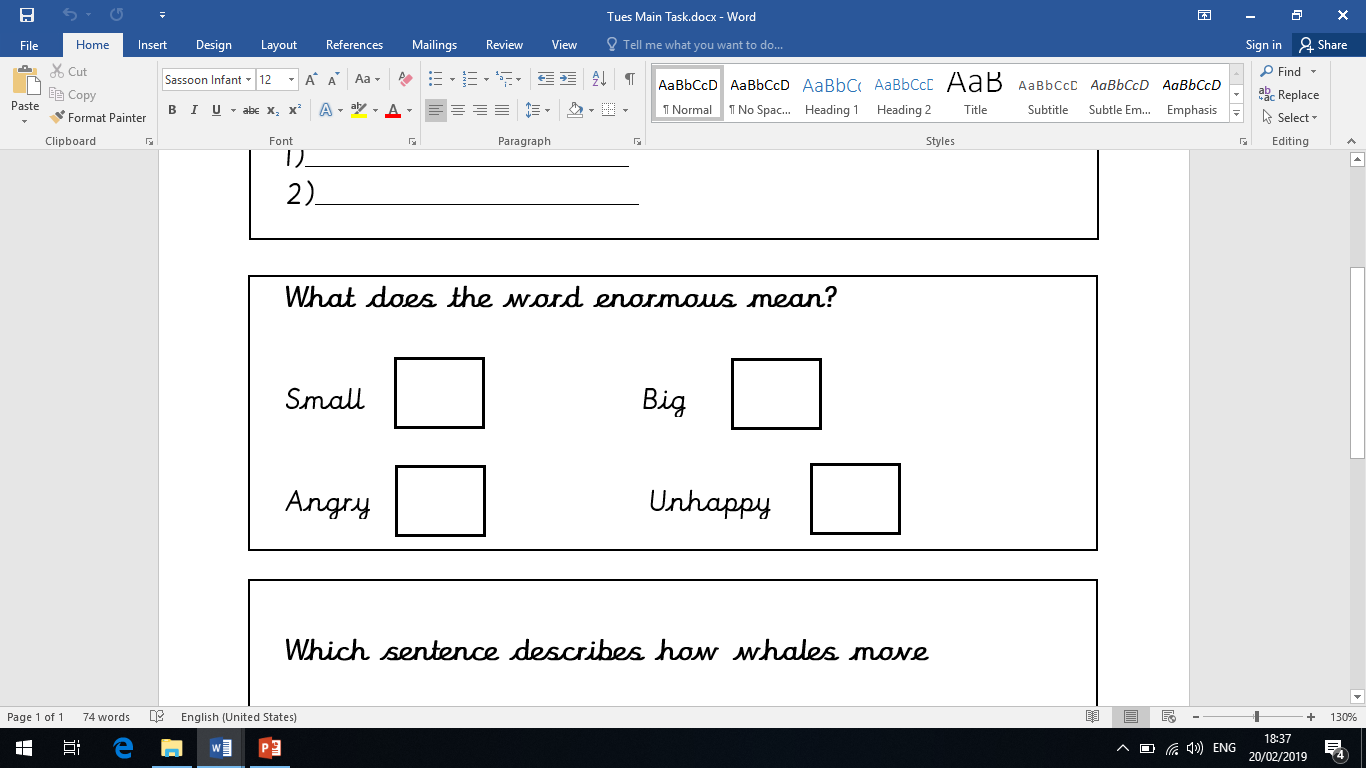 Tues Main Task.docx - Word
File Home Insert Design Layout References Mailings Review View Tell me what you want to do... Sign in Share
Paste
Cut
Copy
Format Painter
Clipboard
Sassoon Infant 12
Font
Paragraph
AaBbCcD AaBbCcD AaBbCc AaBbCcD AaB AaBbCcD AaBbCcD AaBbCcD
¶ Normal ¶ No Spac... Heading 1 Heading 2 Title Subtitle Subtle Em... Emphasis
Styles
Find
Replace
Select
Editing
1)
2)
What does the word enormous mean?
Small Big
Angry Unhappy
Which sentence describes how whales move
Page 1 of 1 74 words English (United States) 130%
ENG 18:37
20/02/2019 4